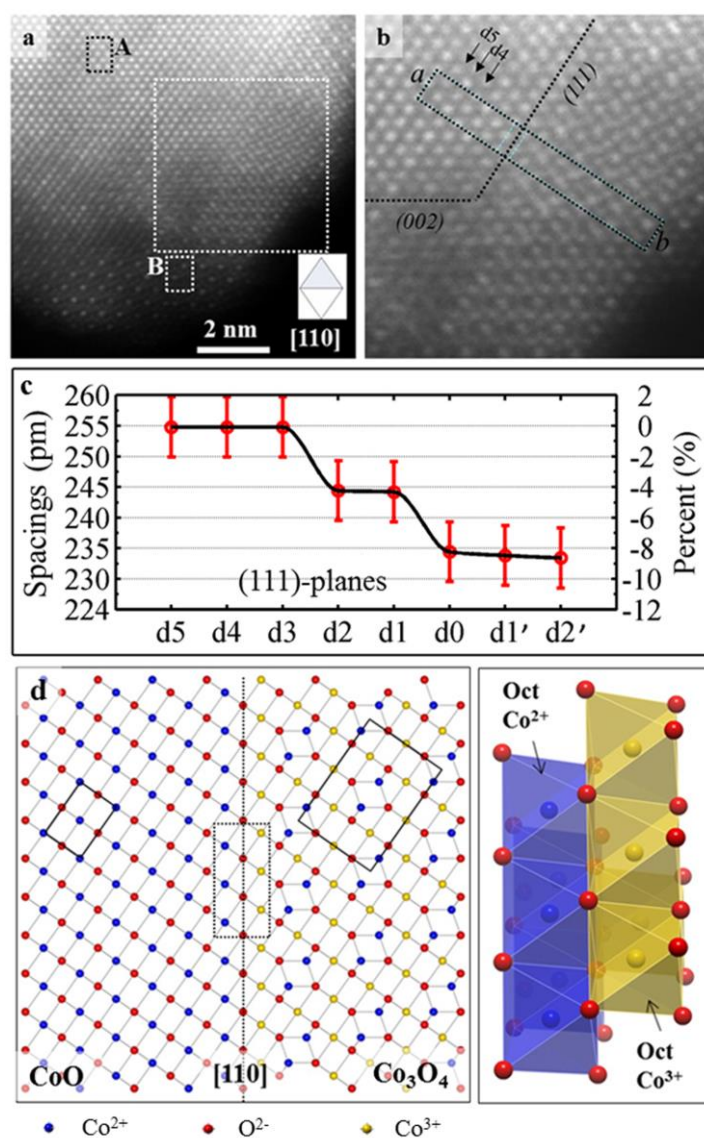 a
A
B
2 nm
[110]
b
d5
d4
a
(111)
(002)
b
c
Spacings (pm)
260
255
250
245
240
235
230
224
2
0
-2
-4
-6
-8
-10
-12
Percent (%)
(111)-planes
d5 d4 d3 d2 d1 d0 d1' d2'
d
CoO [110] Co3O4
Co2+ O2- Co3+
Oct
Co2+
Oct
Co3+